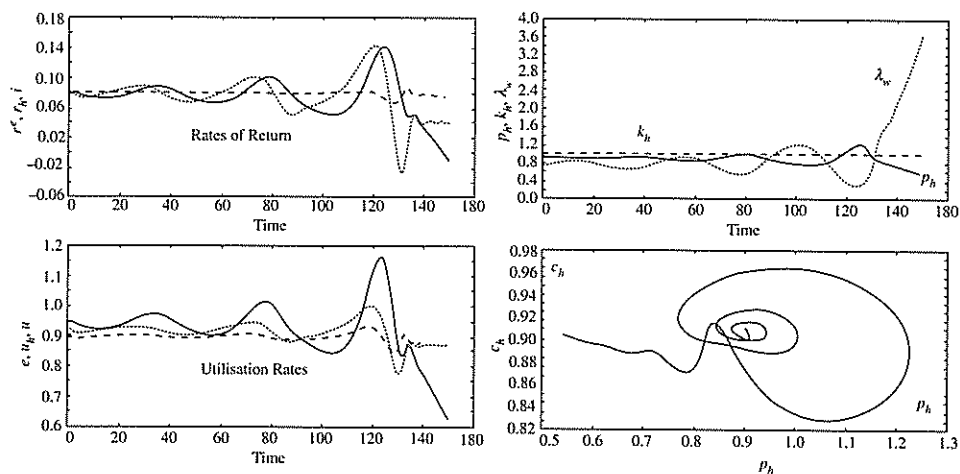 0.18
0.14
0.10
0.06
0.02
−0.02
−0.06
rᵉ, r_h, i
Rates of Return
0 20 40 60 80 100 120 140 160 180
Time
4.0
3.6
3.2
2.8
2.4
2.0
1.6
1.2
0.8
0.4
0.0
p_h, k_h, λ_w
λ_w
k_h
p_h
0 20 40 60 80 100 120 140 160 180
Time
1.2
1.1
1.0
0.9
0.8
0.7
0.6
e, u_h, u
Utilisation Rates
0 20 40 60 80 100 120 140 160 180
Time
0.96
0.94
0.92
0.90
0.88
0.86
0.84
0.82
c_h
c_h
p_h
0.5 0.6 0.7 0.8 0.9 1.0 1.1 1.2 1.3
p_h